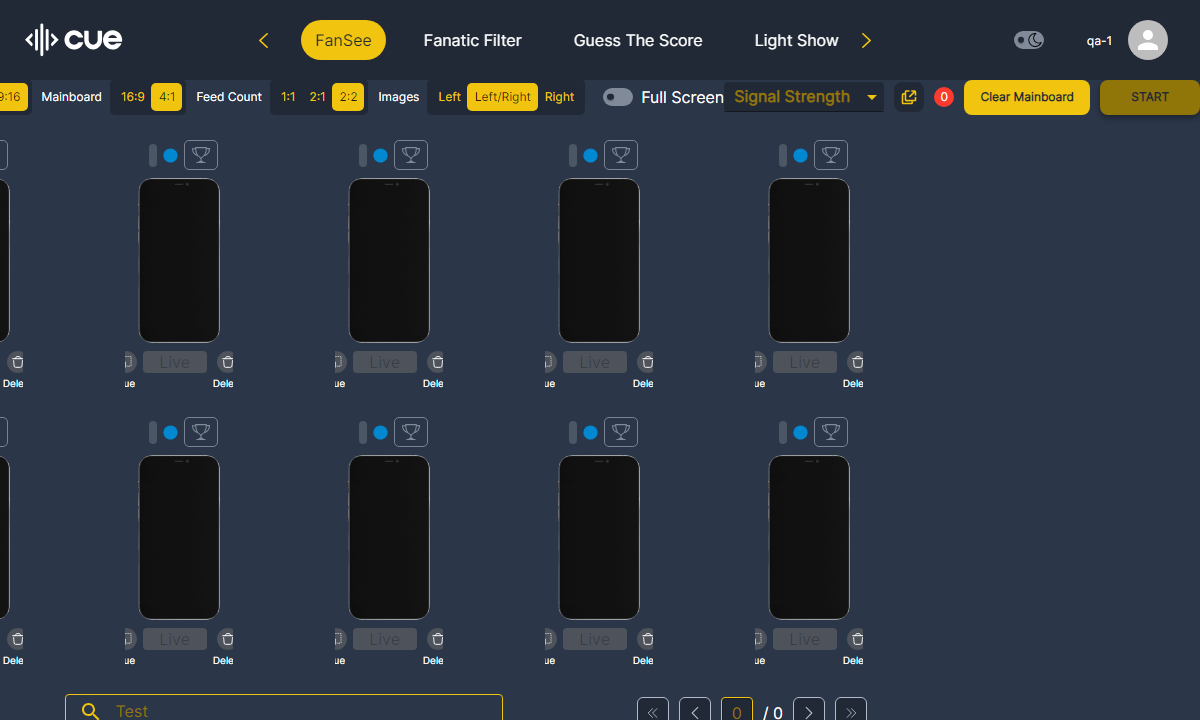 cue
FanSee
Fanatic Filter
Guess The Score
Light Show
qa-1
9:16
Mainboard
16:9
4:1
Feed Count
1:1
2:1
2:2
Images
Left
Left/Right
Right
Full Screen
Signal Strength
0
Clear Mainboard
START
Live
Live
Live
Live
Dele
ue
Dele
ue
Dele
ue
Dele
ue
Dele
Live
Live
Live
Live
Dele
ue
Dele
ue
Dele
ue
Dele
ue
Dele
Test
0
/ 0